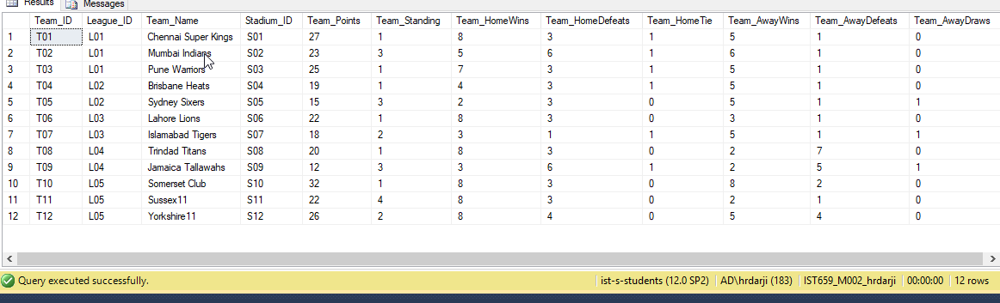 Results Messages
Team_ID League_ID Team_Name Stadium_ID Team_Points Team_Standing Team_HomeWins Team_HomeDefeats Team_HomeTie Team_AwayWins Team_AwayDefeats Team_AwayDraws
1 T01 L01 Chennai Super Kings S01 27 1 8 3 1 5 1 0
2 T02 L01 Mumbai Indians S02 23 3 5 6 1 6 1 0
3 T03 L01 Pune Warriors S03 25 1 7 3 1 5 1 0
4 T04 L02 Brisbane Heats S04 19 1 4 3 1 5 1 0
5 T05 L02 Sydney Sixers S05 15 3 2 3 0 5 1 1
6 T06 L03 Lahore Lions S06 22 1 8 3 0 3 1 0
7 T07 L03 Islamabad Tigers S07 18 2 3 1 1 5 1 1
8 T08 L04 Trindad Titans S08 20 1 8 3 0 2 7 0
9 T09 L04 Jamaica Tallawahs S09 12 3 3 6 1 2 5 1
10 T10 L05 Somerset Club S10 32 1 8 3 0 8 2 0
11 T11 L05 Sussex11 S11 22 4 8 3 0 2 1 0
12 T12 L05 Yorkshire11 S12 26 2 8 4 0 5 4 0
Query executed successfully. ist-s-students (12.0 SP2) AD\hrdarji (183) IST659_M002_hrdarji 00:00:00 12 rows